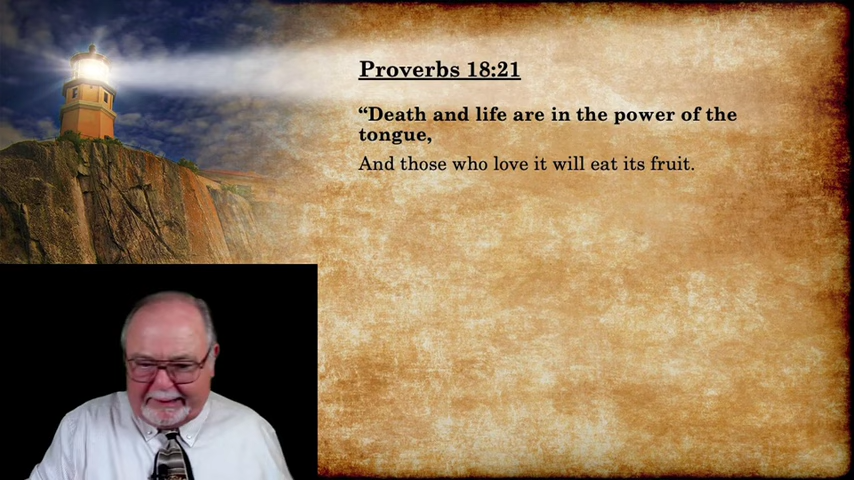 Proverbs 18:21
“Death and life are in the power of the
tongue,
And those who love it will eat its fruit.